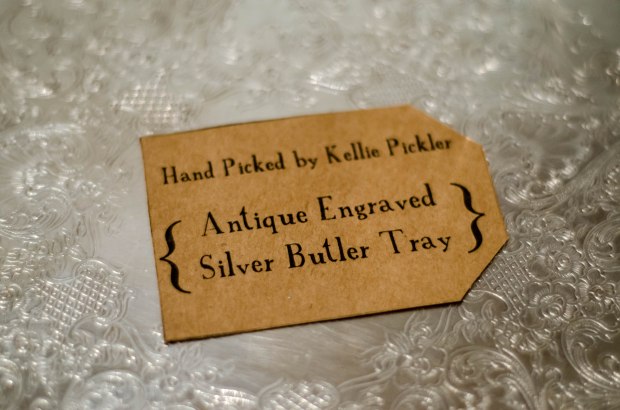 Hand Picked by Kellie Pickler
{ Antique Engraved
Silver Butler Tray }